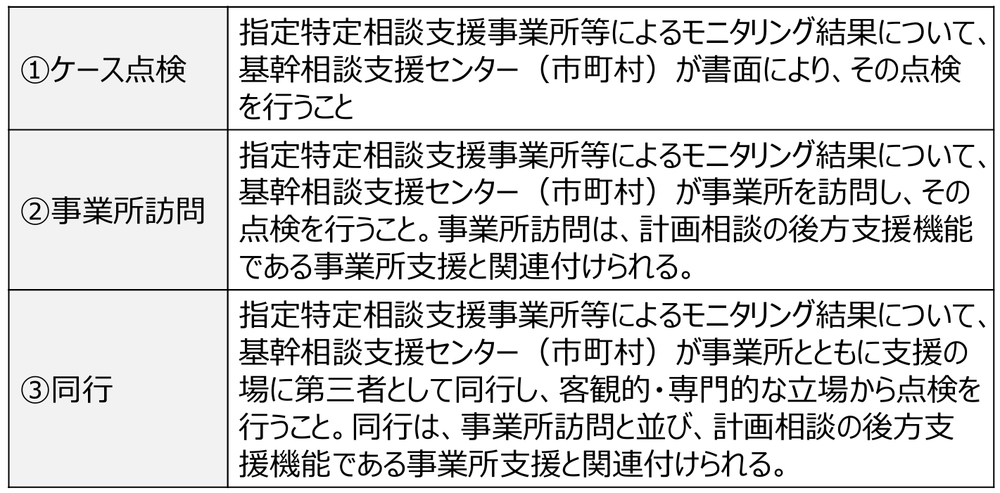 ①ケース点検
指定特定相談支援事業所等によるモニタリング結果について、
基幹相談支援センター（市町村）が書面により、その点検
を行うこと
②事業所訪問
指定特定相談支援事業所等によるモニタリング結果について、
基幹相談支援センター（市町村）が事業所を訪問し、その
点検を行うこと。事業所訪問は、計画相談の後方支援機能
である事業所支援と関連付けられる。
③同行
指定特定相談支援事業所等によるモニタリング結果について、
基幹相談支援センター（市町村）が事業所とともに支援の
場に第三者として同行し、客観的・専門的な立場から点検を
行うこと。同行は、事業所訪問と並び、計画相談の後方支
援機能である事業所支援と関連付けられる。